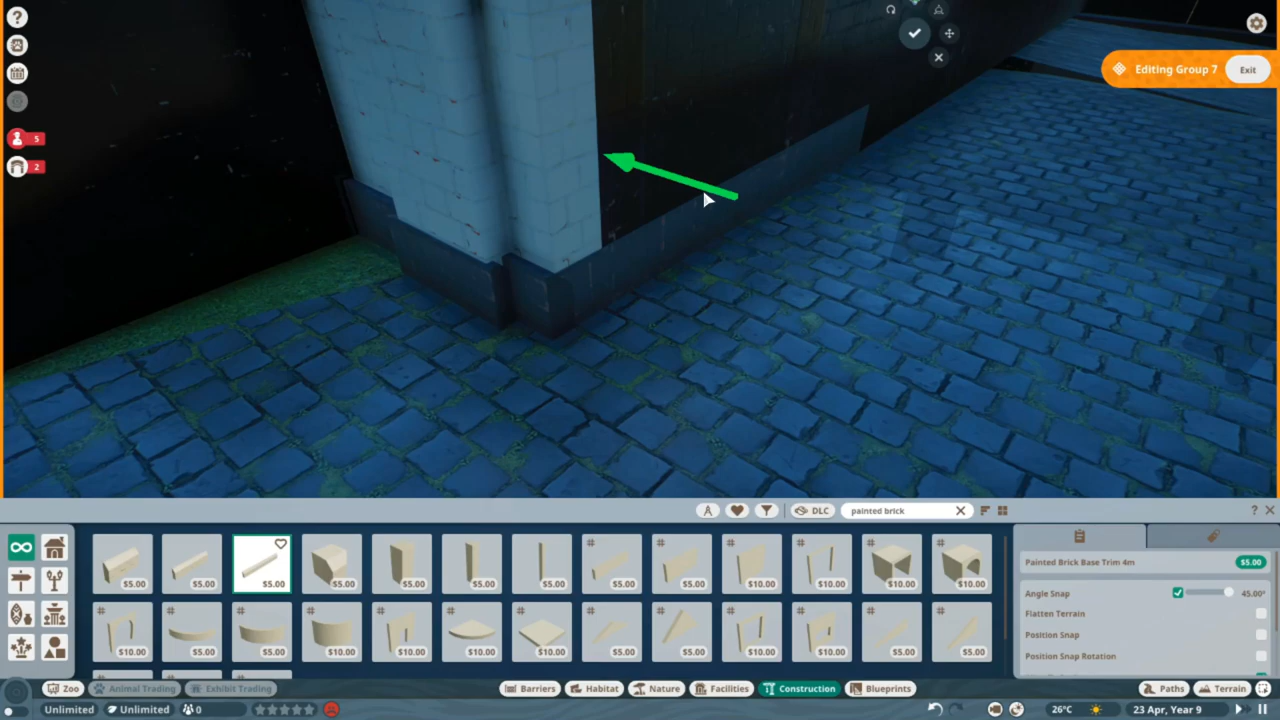 ?
Editing Group 7 Exit
5
2
A DLC painted brick ? X
$5.00 $5.00 $5.00 $5.00 $5.00 $5.00 $5.00 $5.00 $5.00 $10.00 $10.00 $10.00 $10.00
Painted Brick Base Trim 4m $5.00
Angle Snap 45.00°
Flatten Terrain
Position Snap
Position Snap Rotation
$10.00 $5.00 $5.00 $10.00 $10.00 $10.00 $10.00 $5.00 $5.00 $10.00 $10.00 $5.00 $5.00
Zoo Animal Trading Exhibit Trading Barriers Habitat Nature Facilities Construction Blueprints Paths Terrain
Unlimited Unlimited 0 26°C 23 Apr, Year 9